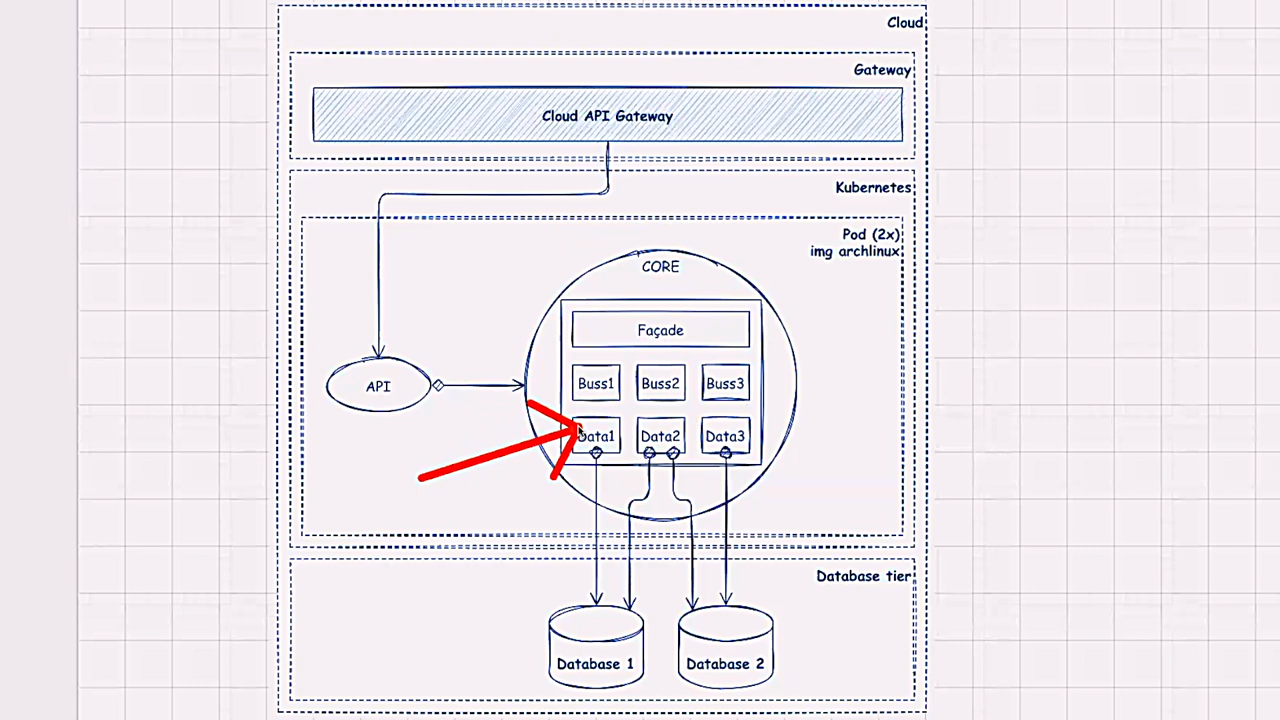 Cloud
Gateway
Cloud API Gateway
Kubernetes
Pod (2x)
img archlinux
CORE
Façade
API
Buss1
Buss2
Buss3
Data1
Data2
Data3
Database tier
Database 1
Database 2